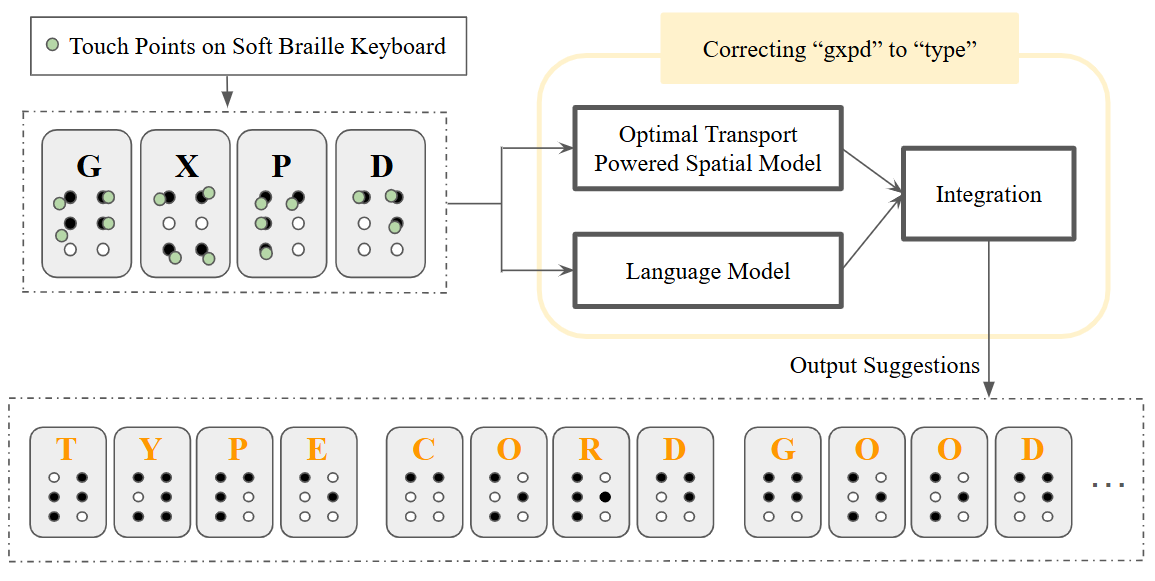 Touch Points on Soft Braille Keyboard
Correcting “gxpd” to “type”
G X P D
Optimal Transport
Powered Spatial Model
Language Model
Integration
Output Suggestions
T Y P E C O R D G O O D ...